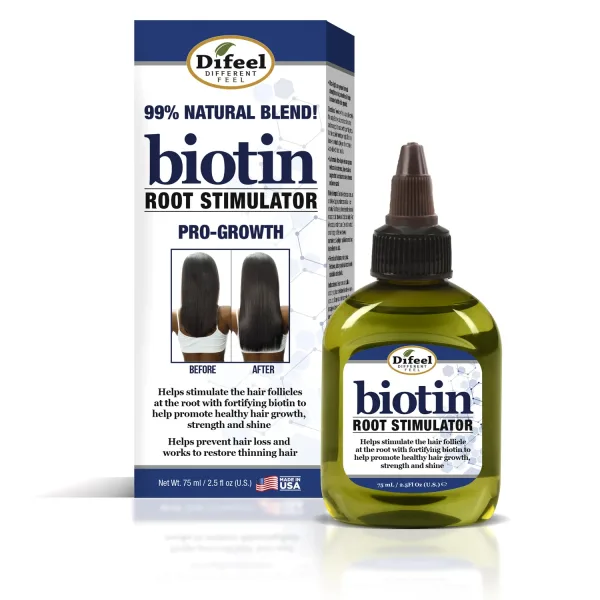 Difeel
DIFFERENT
FEEL
99% NATURAL BLEND!
biotin
ROOT STIMULATOR
PRO-GROWTH
BEFORE
AFTER
Helps stimulate the hair follicles
at the root with fortifying biotin to
help promote healthy hair growth,
strength and shine
Helps prevent hair loss and
works to restore thinning hair
Net Wt. 75 ml / 2.5 fl oz (U.S.)
MADE IN
USA
Difeel
DIFFERENT
FEEL
biotin
ROOT STIMULATOR
Helps stimulate the hair follicle
at the root with fortifying biotin to
help promote healthy hair growth,
strength and shine
75 mL / 2.5Fl Oz (U.S.) ℮